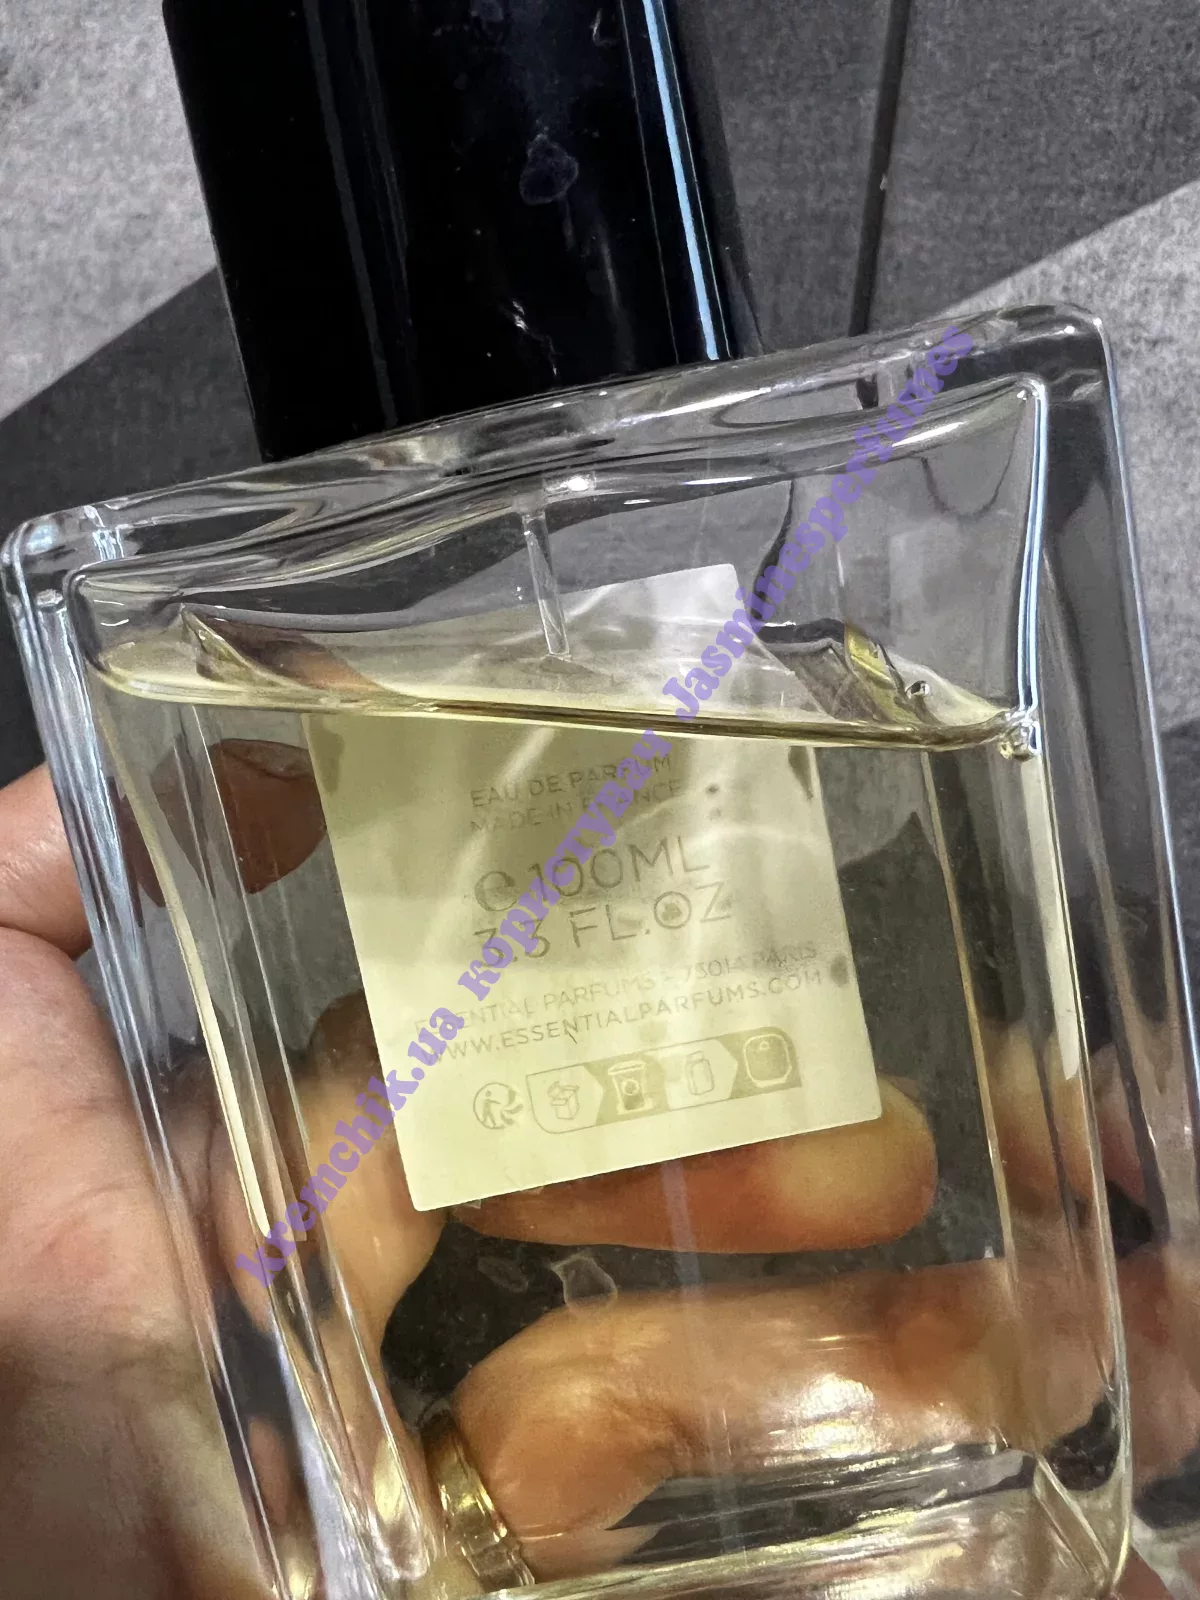 EAU DE PARFUM
MADE IN FRANCE
e 100ML
3.3 FL.OZ
ESSENTIAL PARFUMS - 75014 PARIS
WWW.ESSENTIALPARFUMS.COM
kremchik.ua користувач Jasminesperfumes